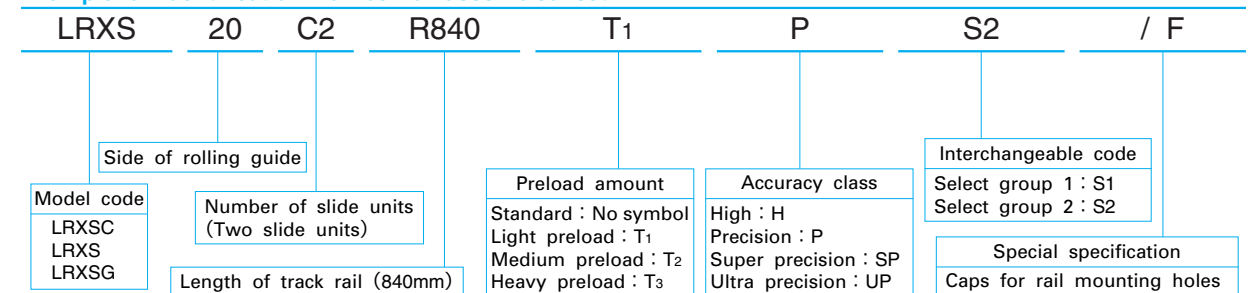 LRXS 20 C2 R840 T1 P S2 / F
Side of rolling guide
Model code
LRXSC
LRXS
LRXSG
Number of slide units
(Two slide units)
Length of track rail (840mm)
Preload amount
Standard : No symbol
Light preload : T1
Medium preload : T2
Heavy preload : T3
Accuracy class
High : H
Precision : P
Super precision : SP
Ultra precision : UP
Interchangeable code
Select group 1 : S1
Select group 2 : S2
Special specification
Caps for rail mounting holes